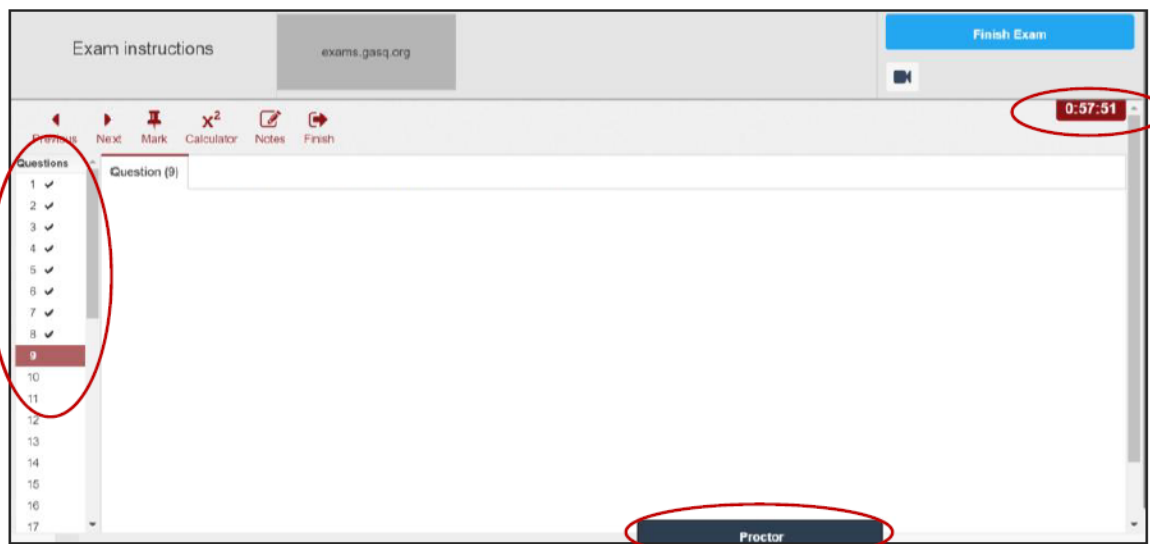 Exam instructions
exams.gasq.org
Finish Exam
0:57:51
Previous Next Mark x² Calculator Notes Finish
Questions
Question (9)
1
2
3
4
5
6
7
8
9
10
11
12
13
14
15
16
17
Proctor